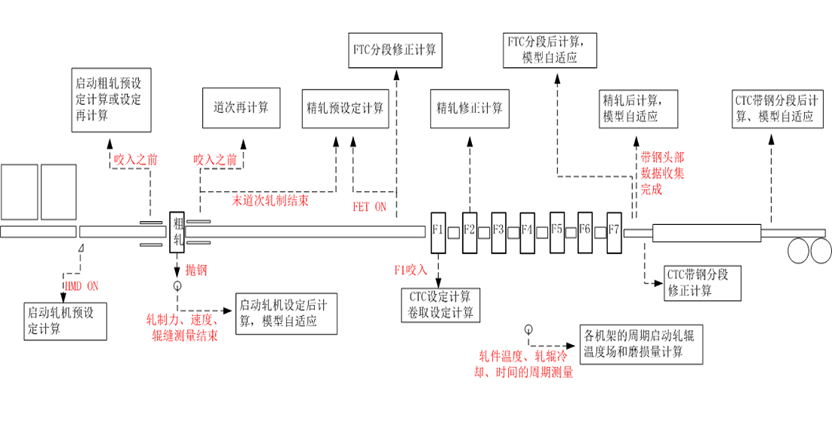 FTC分段修正计算
FTC分段后计算，
模型自适应
启动粗轧预设
定计算或设定
再计算
道次再计算
精轧预设定计算
精轧修正计算
精轧后计算，
模型自适应
CTC带钢分段后计
算、模型自适应
咬入之前
咬入之前
带钢头部
数据收集
完成
末道次轧制结束
FET ON
粗
轧
F1
F2
F3
F4
F5
F6
F7
HMD ON
抛钢
F1咬入
CTC带钢分段
修正计算
启动轧机预设
定计算
轧制力、速度、
辊缝测量结束
启动轧机设定后计
算，模型自适应
CTC设定计算
卷取设定计算
各机架的周期启动轧辊
温度场和磨损量计算
轧件温度、轧辊冷
却、时间的周期测量